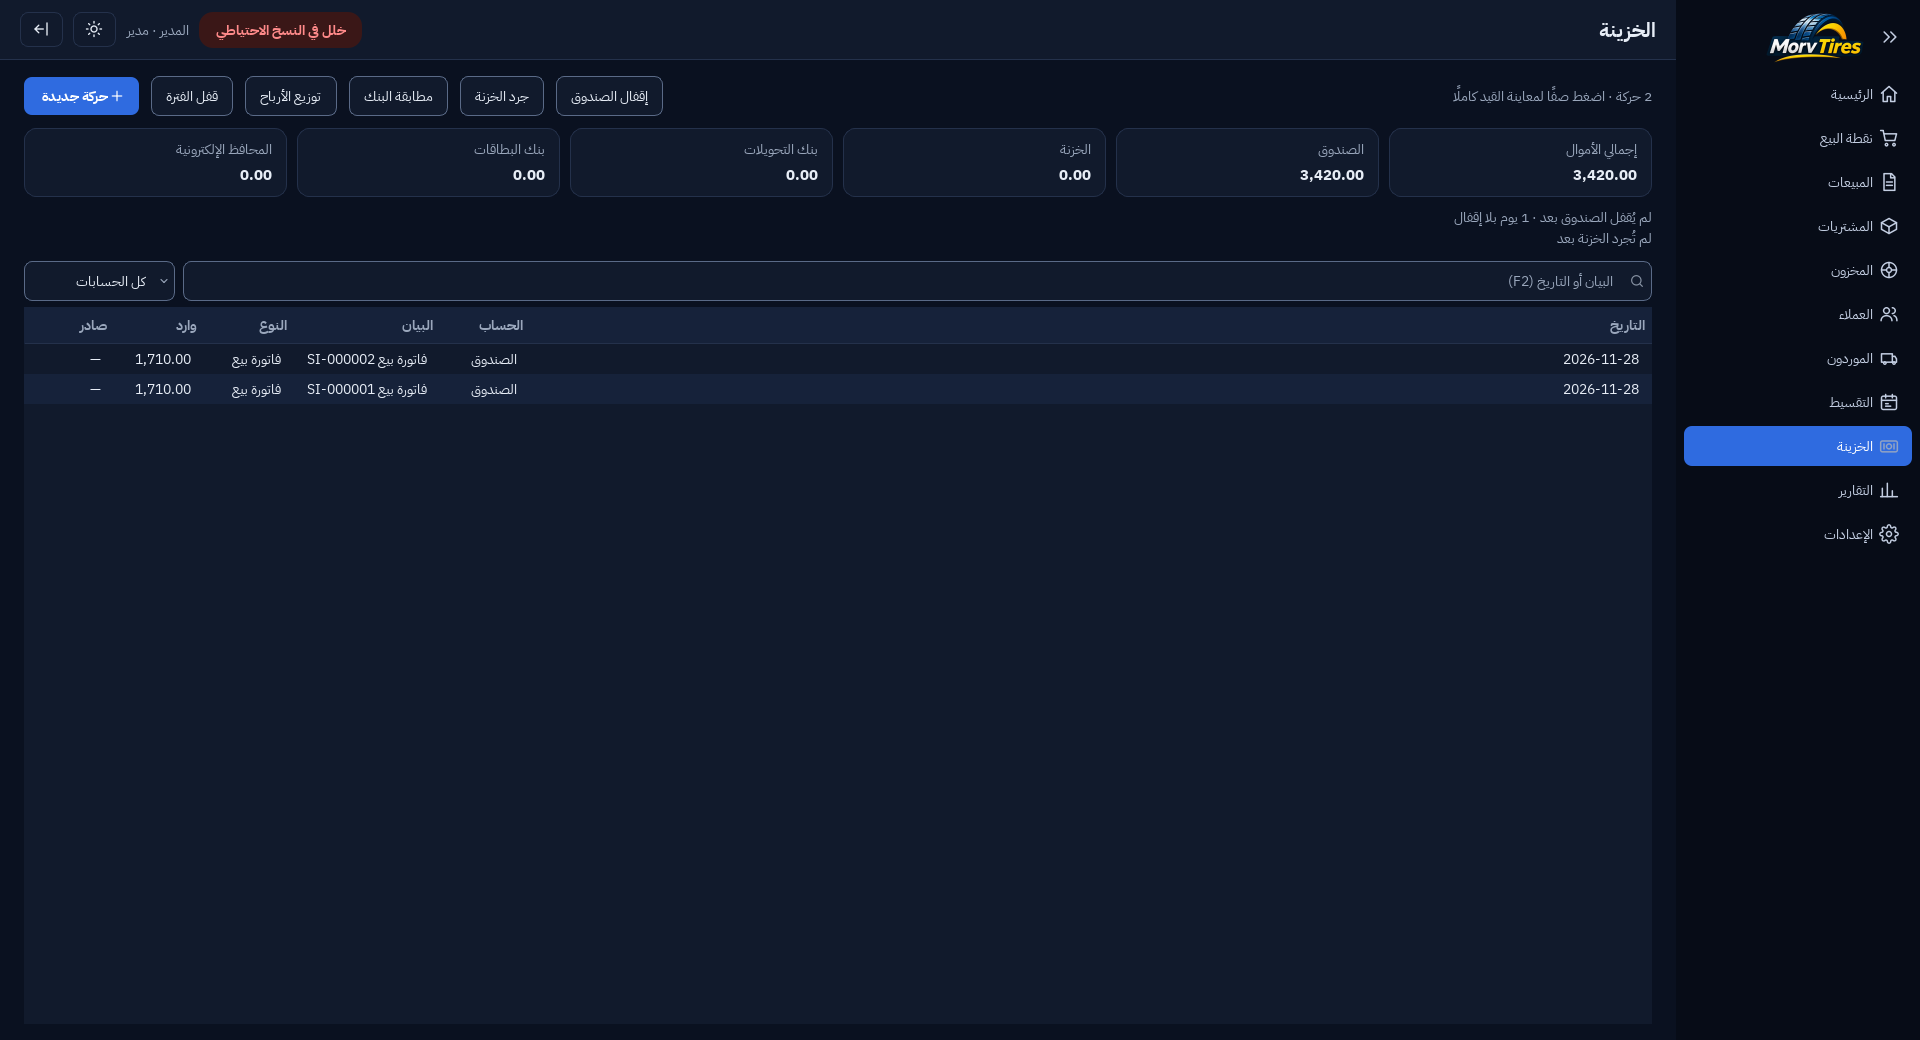 الخزينة
خلل في النسخ الاحتياطي
المدير · مدير
MorvTires
الرئيسية
نقطة البيع
المبيعات
المشتريات
المخزون
العملاء
الموردون
التقسيط
الخزينة
التقارير
الإعدادات
2 حركة · اضغط صفًا لمعاينة القيد كاملًا
إقفال الصندوق
جرد الخزنة
مطابقة البنك
توزيع الأرباح
قفل الفترة
حركة جديدة
إجمالي الأموال
3,420.00
الصندوق
3,420.00
الخزنة
0.00
بنك التحويلات
0.00
بنك البطاقات
0.00
المحافظ الإلكترونية
0.00
لم يُقفل الصندوق بعد · 1 يوم بلا إقفال
لم تُجرد الخزنة بعد
البيان أو التاريخ (F2)
كل الحسابات
التاريخ الحساب البيان النوع وارد صادر
2026-11-28 الصندوق فاتورة بيع SI-000002 فاتورة بيع 1,710.00 —
2026-11-28 الصندوق فاتورة بيع SI-000001 فاتورة بيع 1,710.00 —